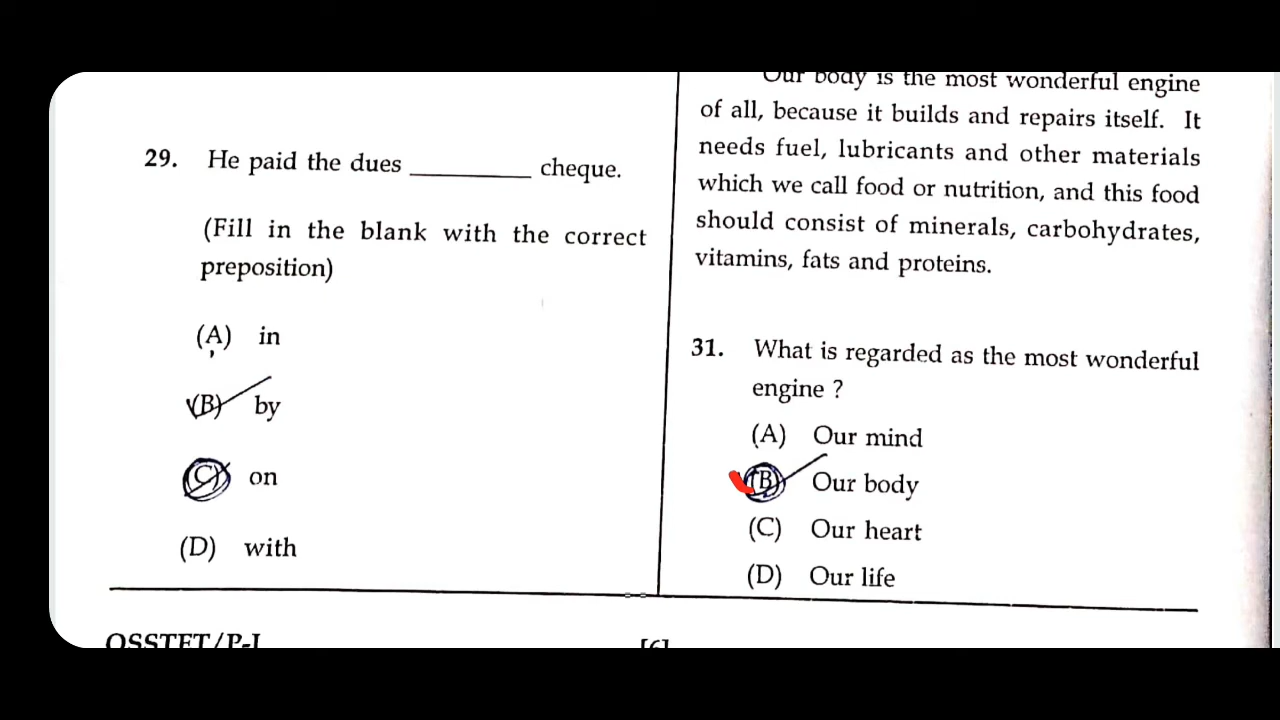 29. He paid the dues ________ cheque.
(Fill in the blank with the correct
preposition)
(A) in
(B) by
(C) on
(D) with
OSSTET/P-I
Our body is the most wonderful engine
of all, because it builds and repairs itself. It
needs fuel, lubricants and other materials
which we call food or nutrition, and this food
should consist of minerals, carbohydrates,
vitamins, fats and proteins.
31. What is regarded as the most wonderful
engine ?
(A) Our mind
(B) Our body
(C) Our heart
(D) Our life
[6]